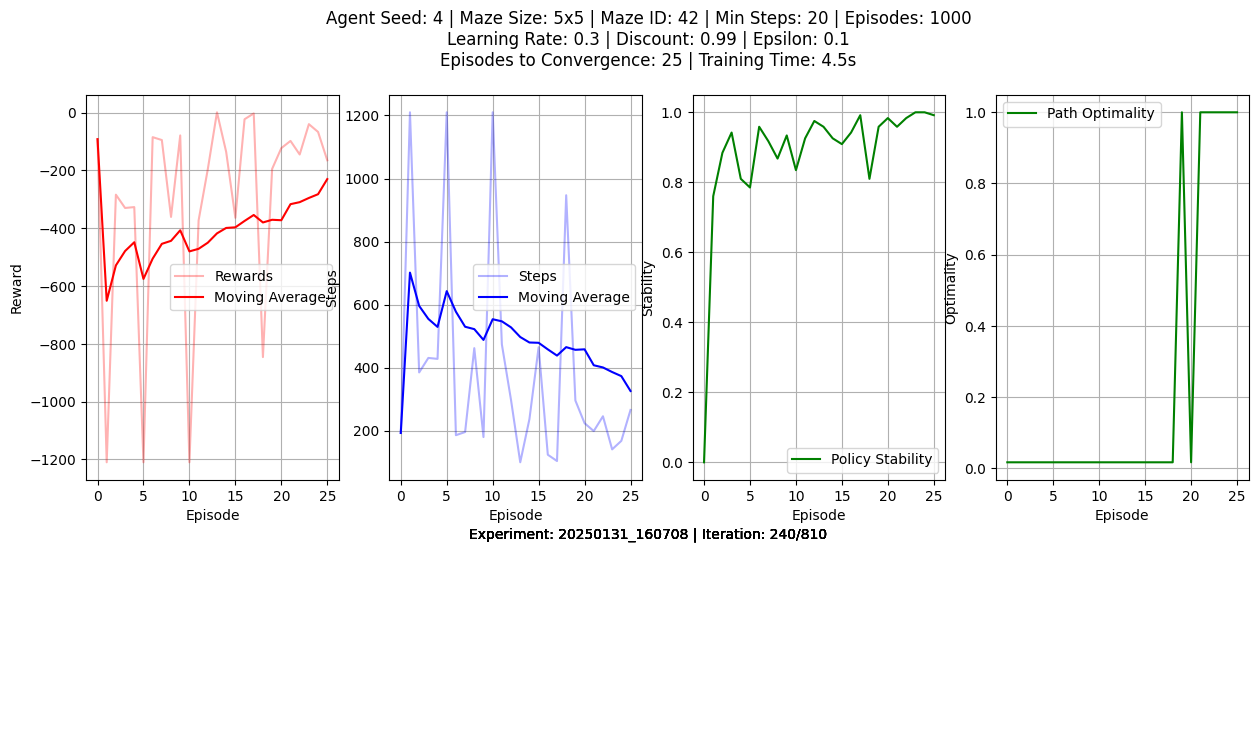 Agent Seed: 4 | Maze Size: 5x5 | Maze ID: 42 | Min Steps: 20 | Episodes: 1000
Learning Rate: 0.3 | Discount: 0.99 | Epsilon: 0.1
Episodes to Convergence: 25 | Training Time: 4.5s
Reward
0
−200
−400
−600
−800
−1000
−1200
Rewards
Moving Average
0 5 10 15 20 25
Episode
Steps
1200
1000
800
600
400
200
Steps
Moving Average
0 5 10 15 20 25
Episode
Stability
1.0
0.8
0.6
0.4
0.2
0.0
Policy Stability
0 5 10 15 20 25
Episode
Optimality
1.0
0.8
0.6
0.4
0.2
0.0
Path Optimality
0 5 10 15 20 25
Episode
Experiment: 20250131_160708 | Iteration: 240/810